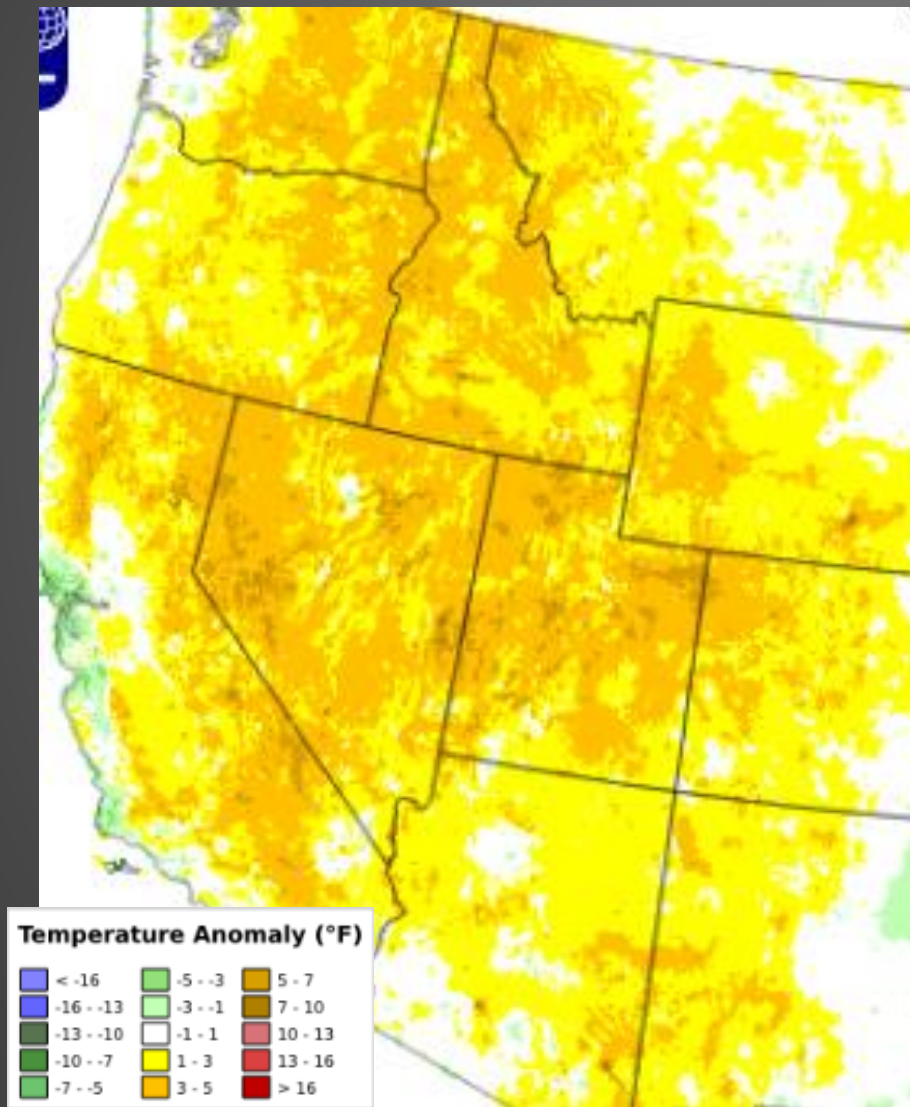 Temperature Anomaly (°F)
< -16 -5 - -3 5 - 7
-16 - -13 -3 - -1 7 - 10
-13 - -10 -1 - 1 10 - 13
-10 - -7 1 - 3 13 - 16
-7 - -5 3 - 5 > 16